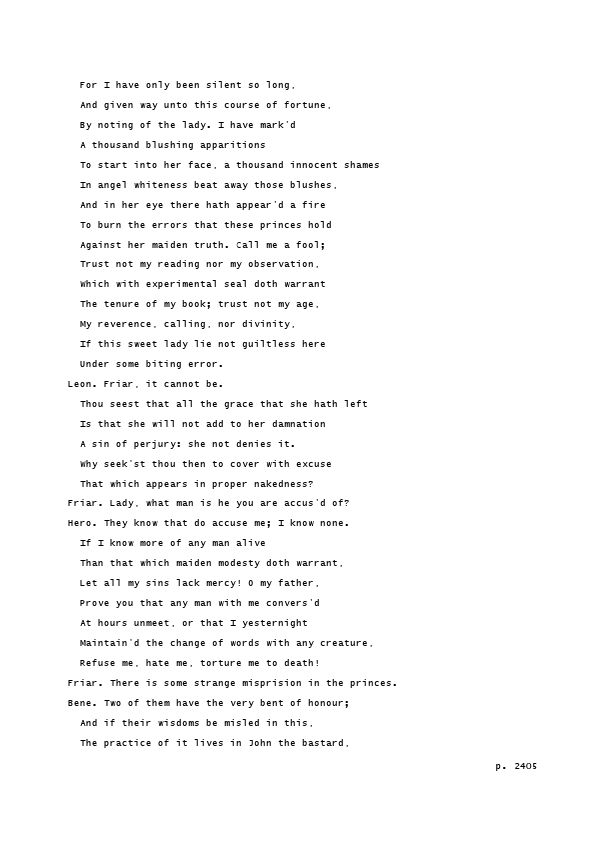 For I have only been silent so long,
And given way unto this course of fortune,
By noting of the lady. I have mark'd
A thousand blushing apparitions
To start into her face, a thousand innocent shames
In angel whiteness beat away those blushes,
And in her eye there hath appear'd a fire
To burn the errors that these princes hold
Against her maiden truth. Call me a fool;
Trust not my reading nor my observation,
Which with experimental seal doth warrant
The tenure of my book; trust not my age,
My reverence, calling, nor divinity,
If this sweet lady lie not guiltless here
Under some biting error.
Leon. Friar, it cannot be.
Thou seest that all the grace that she hath left
Is that she will not add to her damnation
A sin of perjury: she not denies it.
Why seek'st thou then to cover with excuse
That which appears in proper nakedness?
Friar. Lady, what man is he you are accus'd of?
Hero. They know that do accuse me; I know none.
If I know more of any man alive
Than that which maiden modesty doth warrant,
Let all my sins lack mercy! O my father,
Prove you that any man with me convers'd
At hours unmeet, or that I yesternight
Maintain'd the change of words with any creature,
Refuse me, hate me, torture me to death!
Friar. There is some strange misprision in the princes.
Bene. Two of them have the very bent of honour;
And if their wisdoms be misled in this,
The practice of it lives in John the bastard,
p. 2405